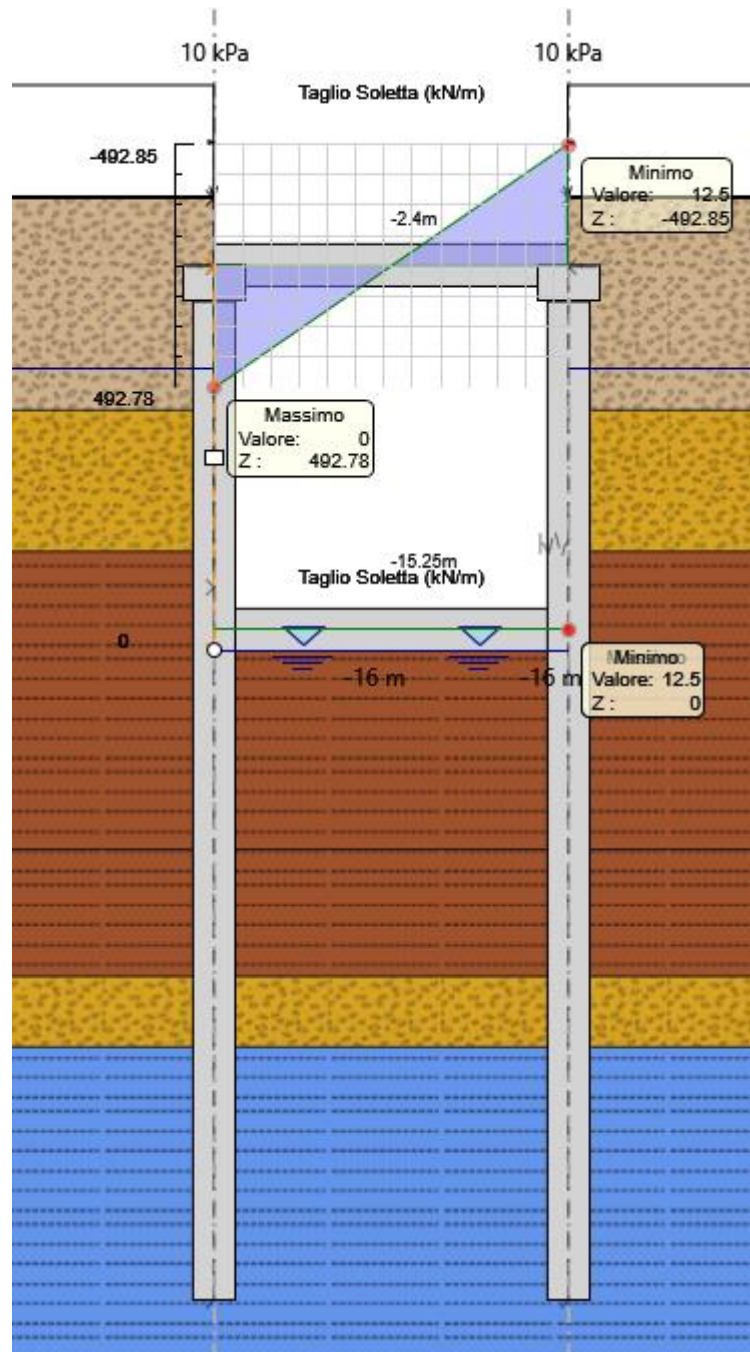 10 kPa 10 kPa
Taglio Soletta (kN/m)
-492.85
Minimo
Valore: 12.5
Z : -492.85
-2.4m
492.78
Massimo
Valore: 0
Z : 492.78
-15.25m
Taglio Soletta (kN/m)
0
-16 m -16 m
Minimo
Valore: 12.5
Z : 0